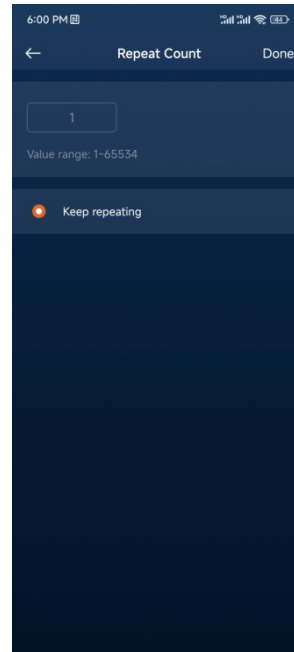 6:00 PM
Repeat Count Done
1
Value range: 1-65534
Keep repeating